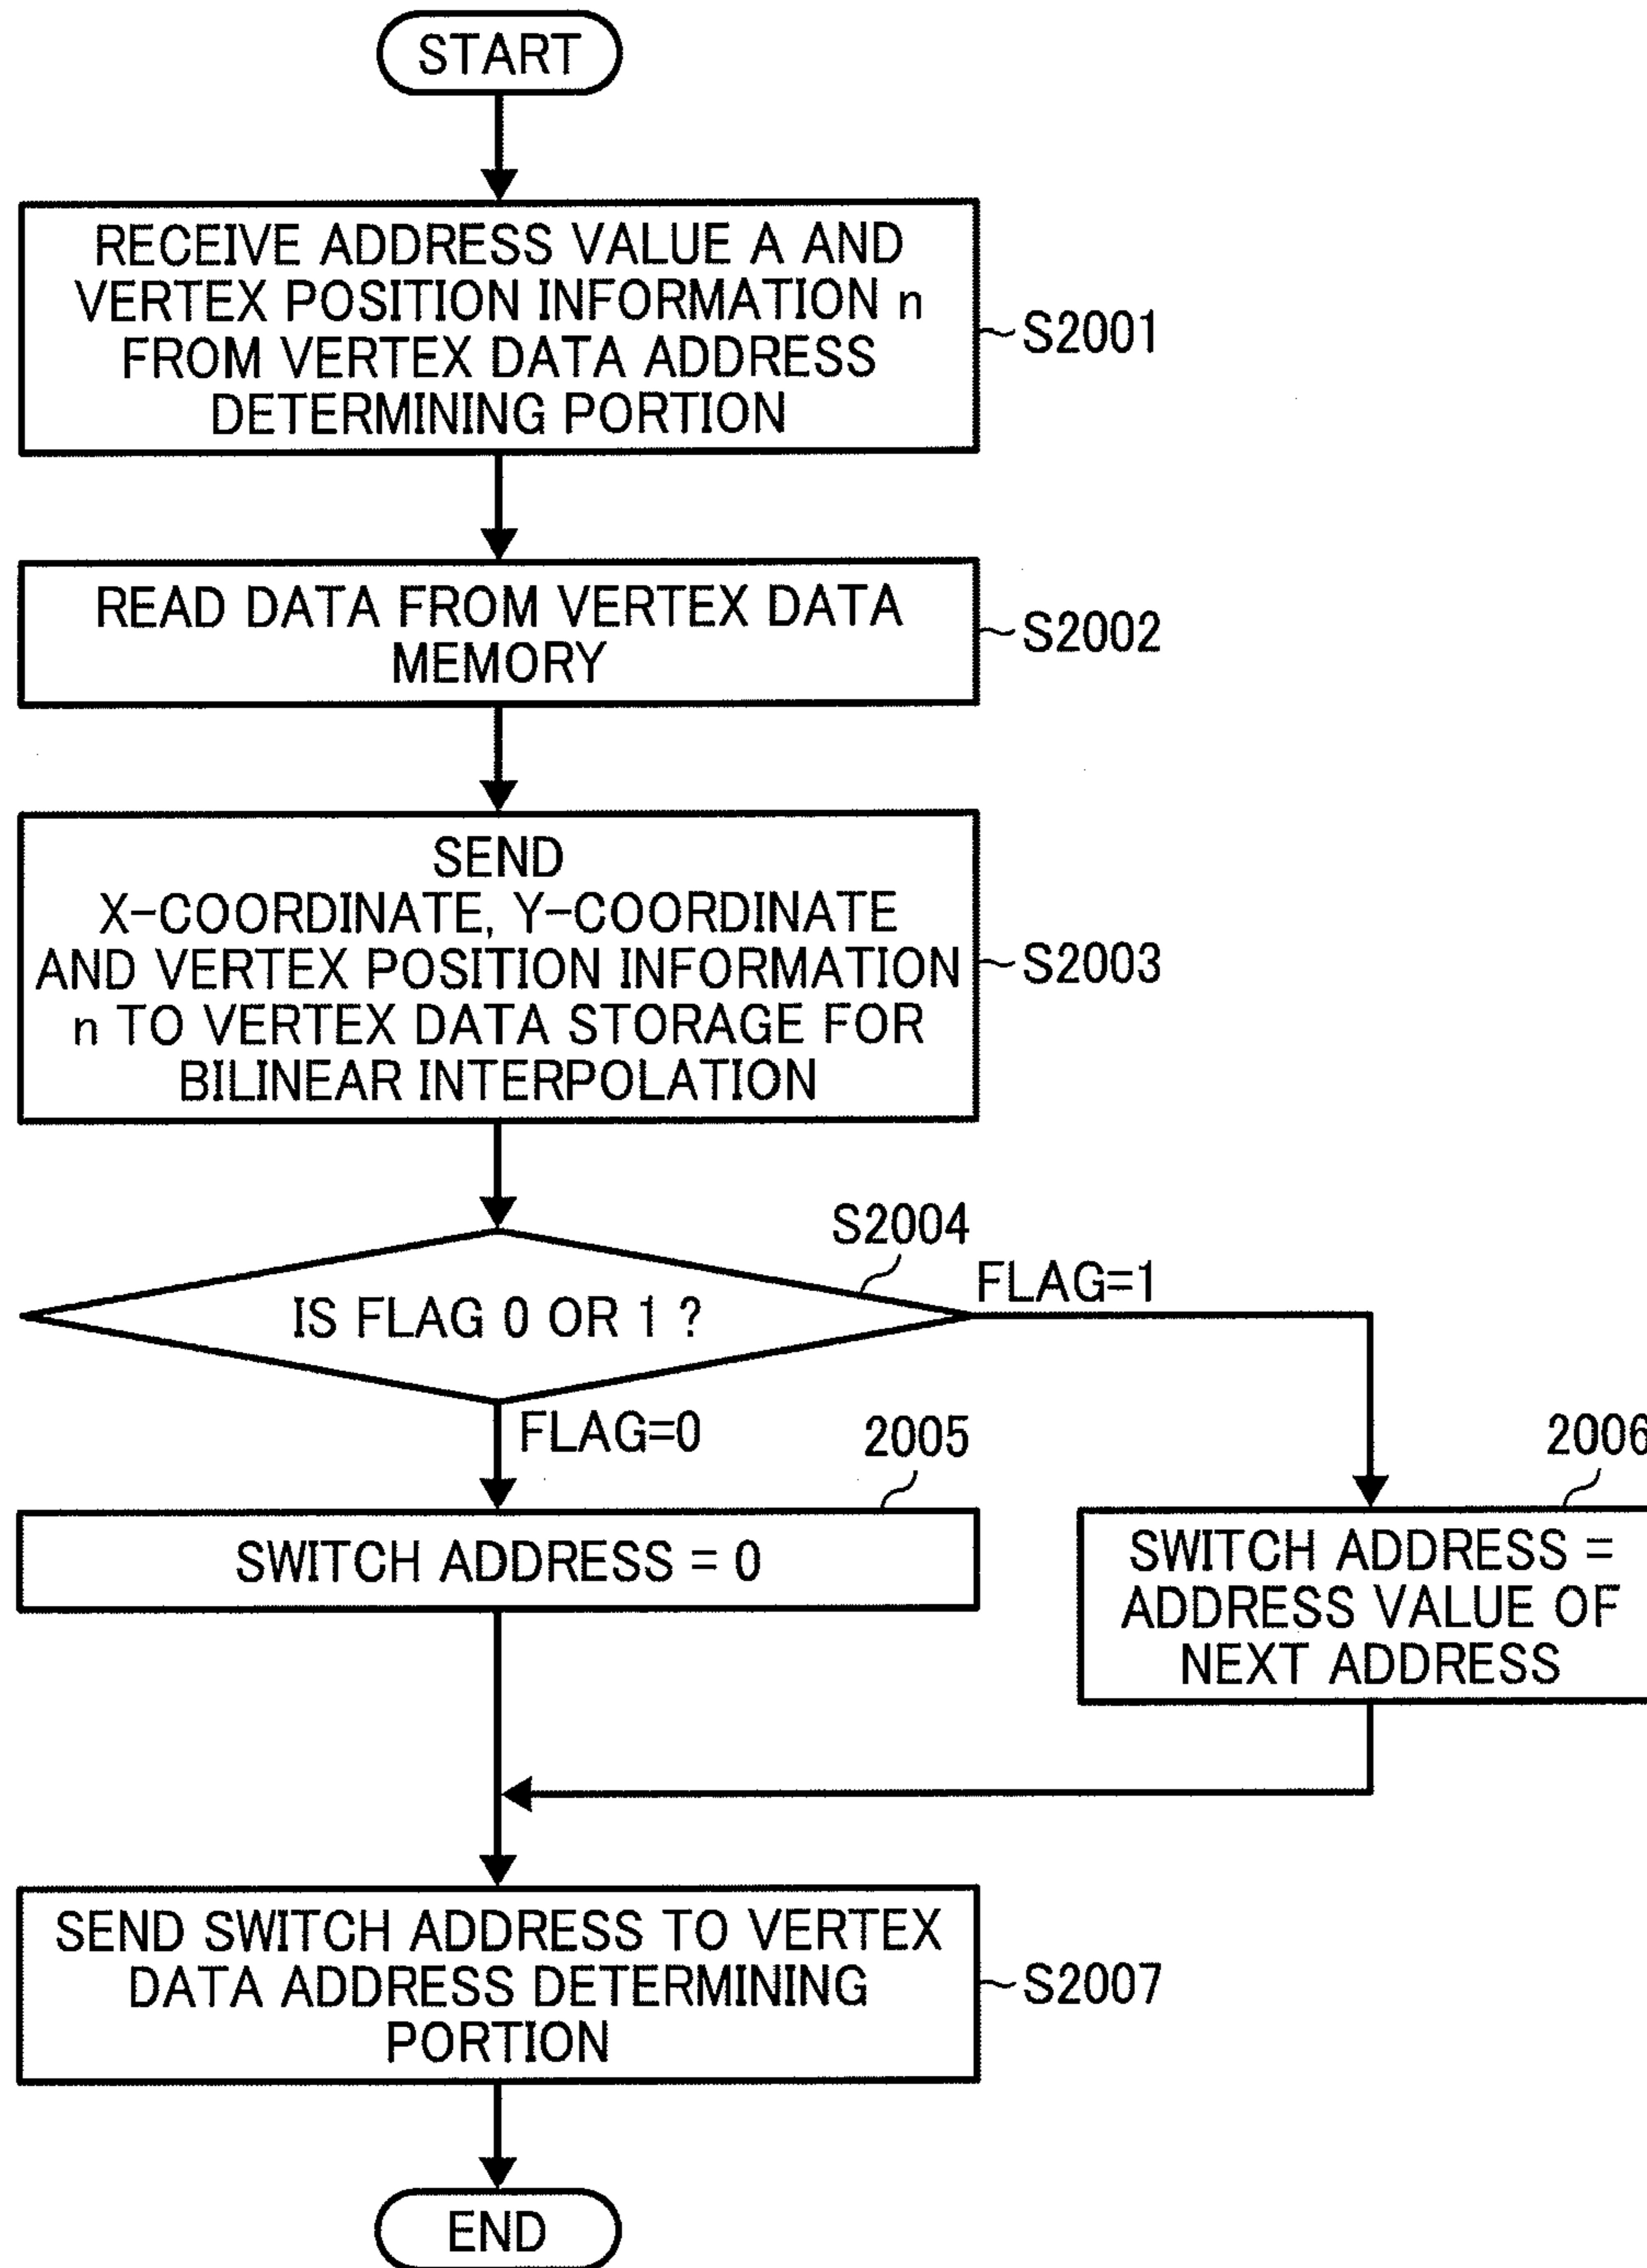 START
RECEIVE ADDRESS VALUE A AND
VERTEX POSITION INFORMATION n
FROM VERTEX DATA ADDRESS
DETERMINING PORTION
S2001
READ DATA FROM VERTEX DATA
MEMORY
S2002
SEND
X-COORDINATE, Y-COORDINATE
AND VERTEX POSITION INFORMATION
n TO VERTEX DATA STORAGE FOR
BILINEAR INTERPOLATION
S2003
S2004
IS FLAG 0 OR 1 ?
FLAG=1
FLAG=0
2005
SWITCH ADDRESS = 0
2006
SWITCH ADDRESS =
ADDRESS VALUE OF
NEXT ADDRESS
SEND SWITCH ADDRESS TO VERTEX
DATA ADDRESS DETERMINING
PORTION
S2007
END